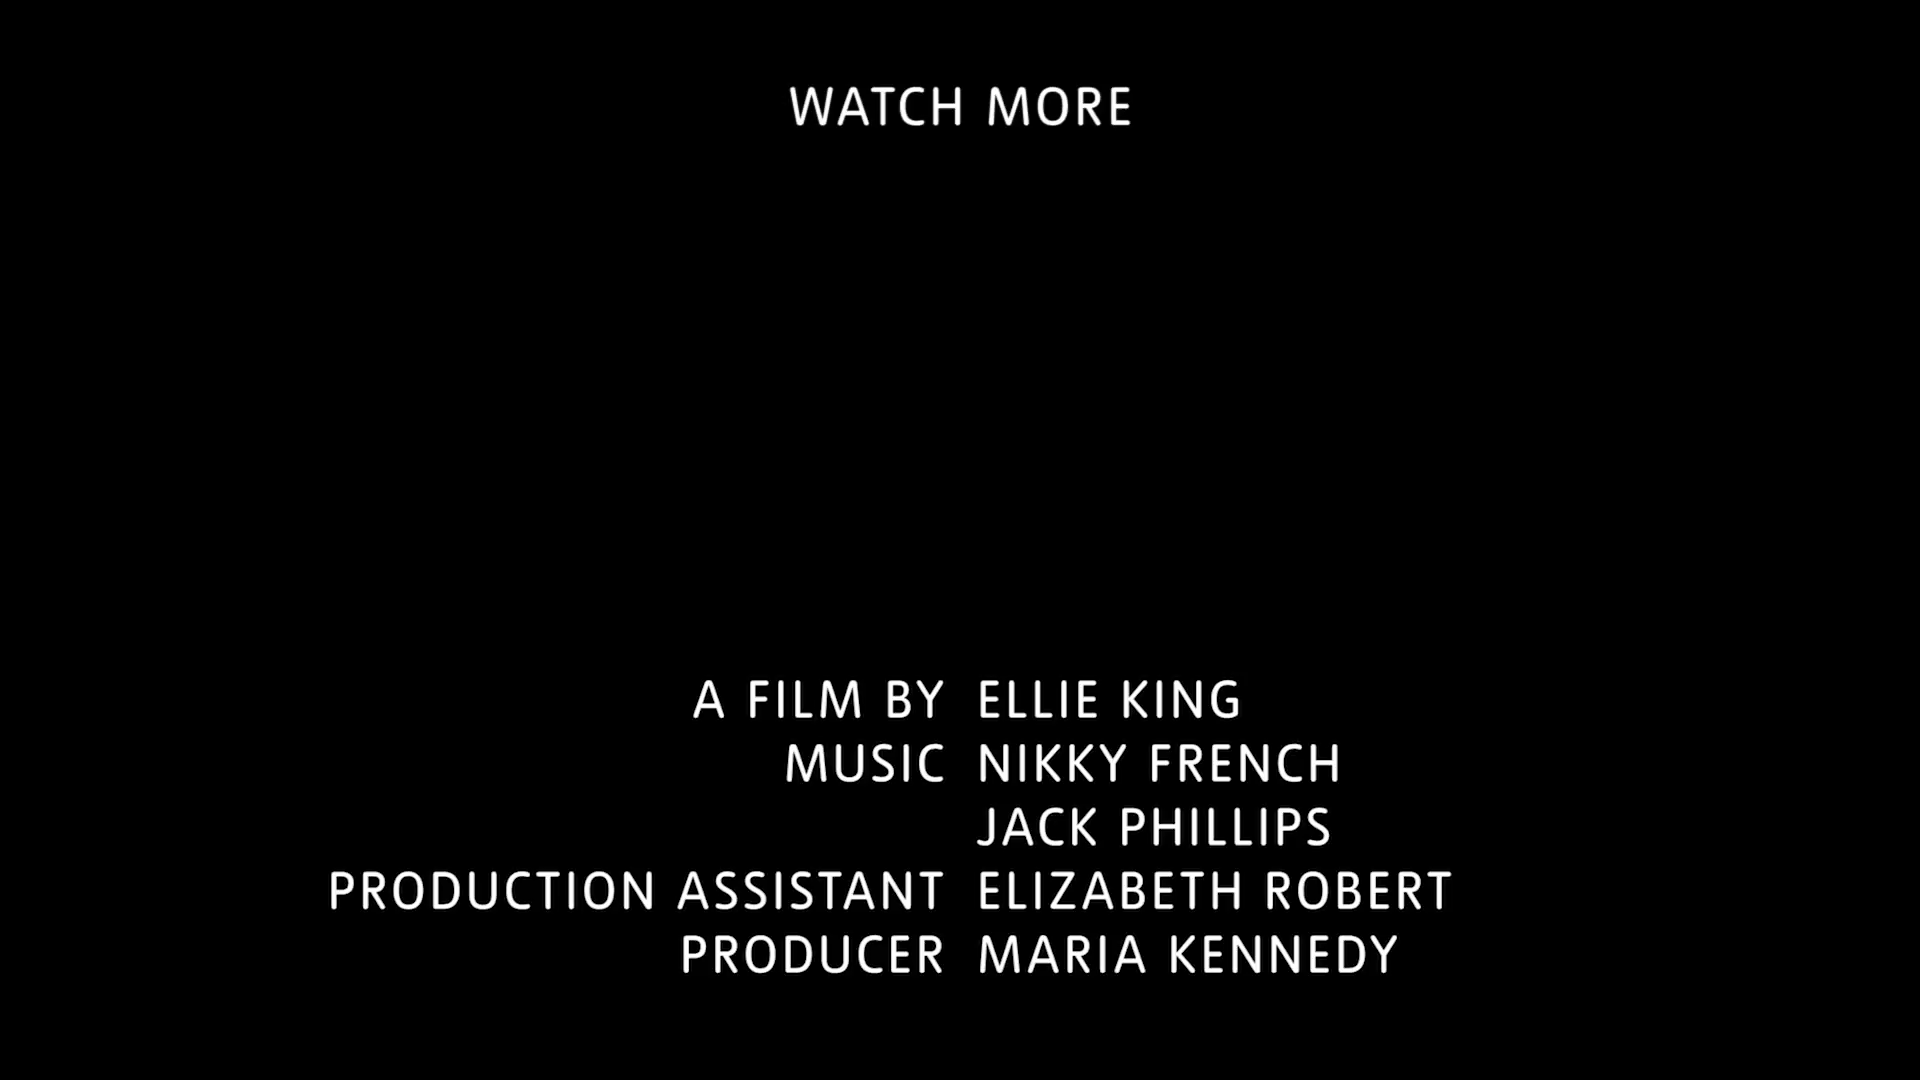 WATCH MORE
A FILM BY ELLIE KING
MUSIC NIKKY FRENCH
JACK PHILLIPS
PRODUCTION ASSISTANT ELIZABETH ROBERT
PRODUCER MARIA KENNEDY